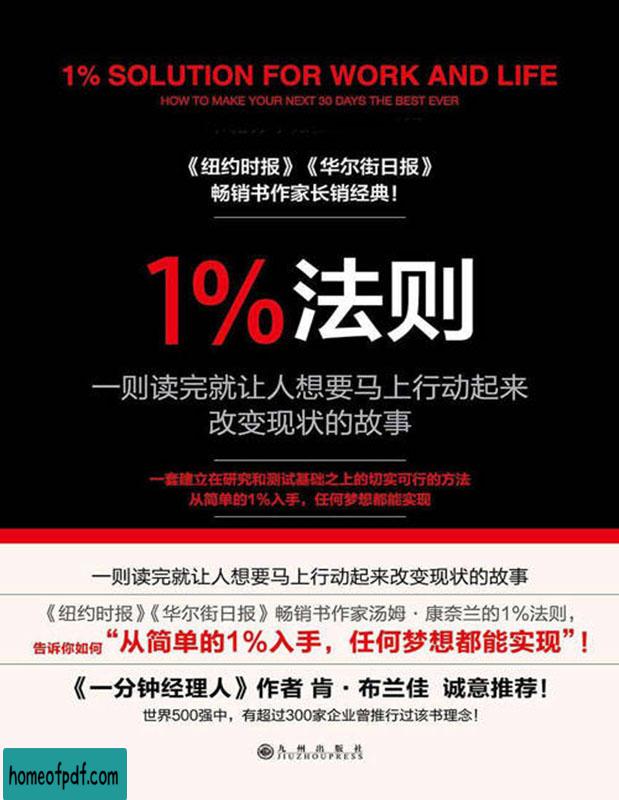 1% SOLUTION FOR WORK AND LIFE
HOW TO MAKE YOUR NEXT 30 DAYS THE BEST EVER
《纽约时报》《华尔街日报》
畅销书作家长销经典！
1%法则
一则读完就让人想要马上行动起来
改变现状的故事
一套建立在研究和测试基础之上的切实可行的方法
从简单的1%入手，任何梦想都能实现
一则读完就让人想要马上行动起来改变现状的故事
《纽约时报》《华尔街日报》畅销书作家汤姆·康奈兰的1%法则，
告诉你如何“从简单的1%入手，任何梦想都能实现”！
《一分钟经理人》作者 肯·布兰佳 诚意推荐！
世界500强中，有超过300家企业曾推行过该书理念！
九州出版社
JIUZHOUPRESS
homeofpdf.com